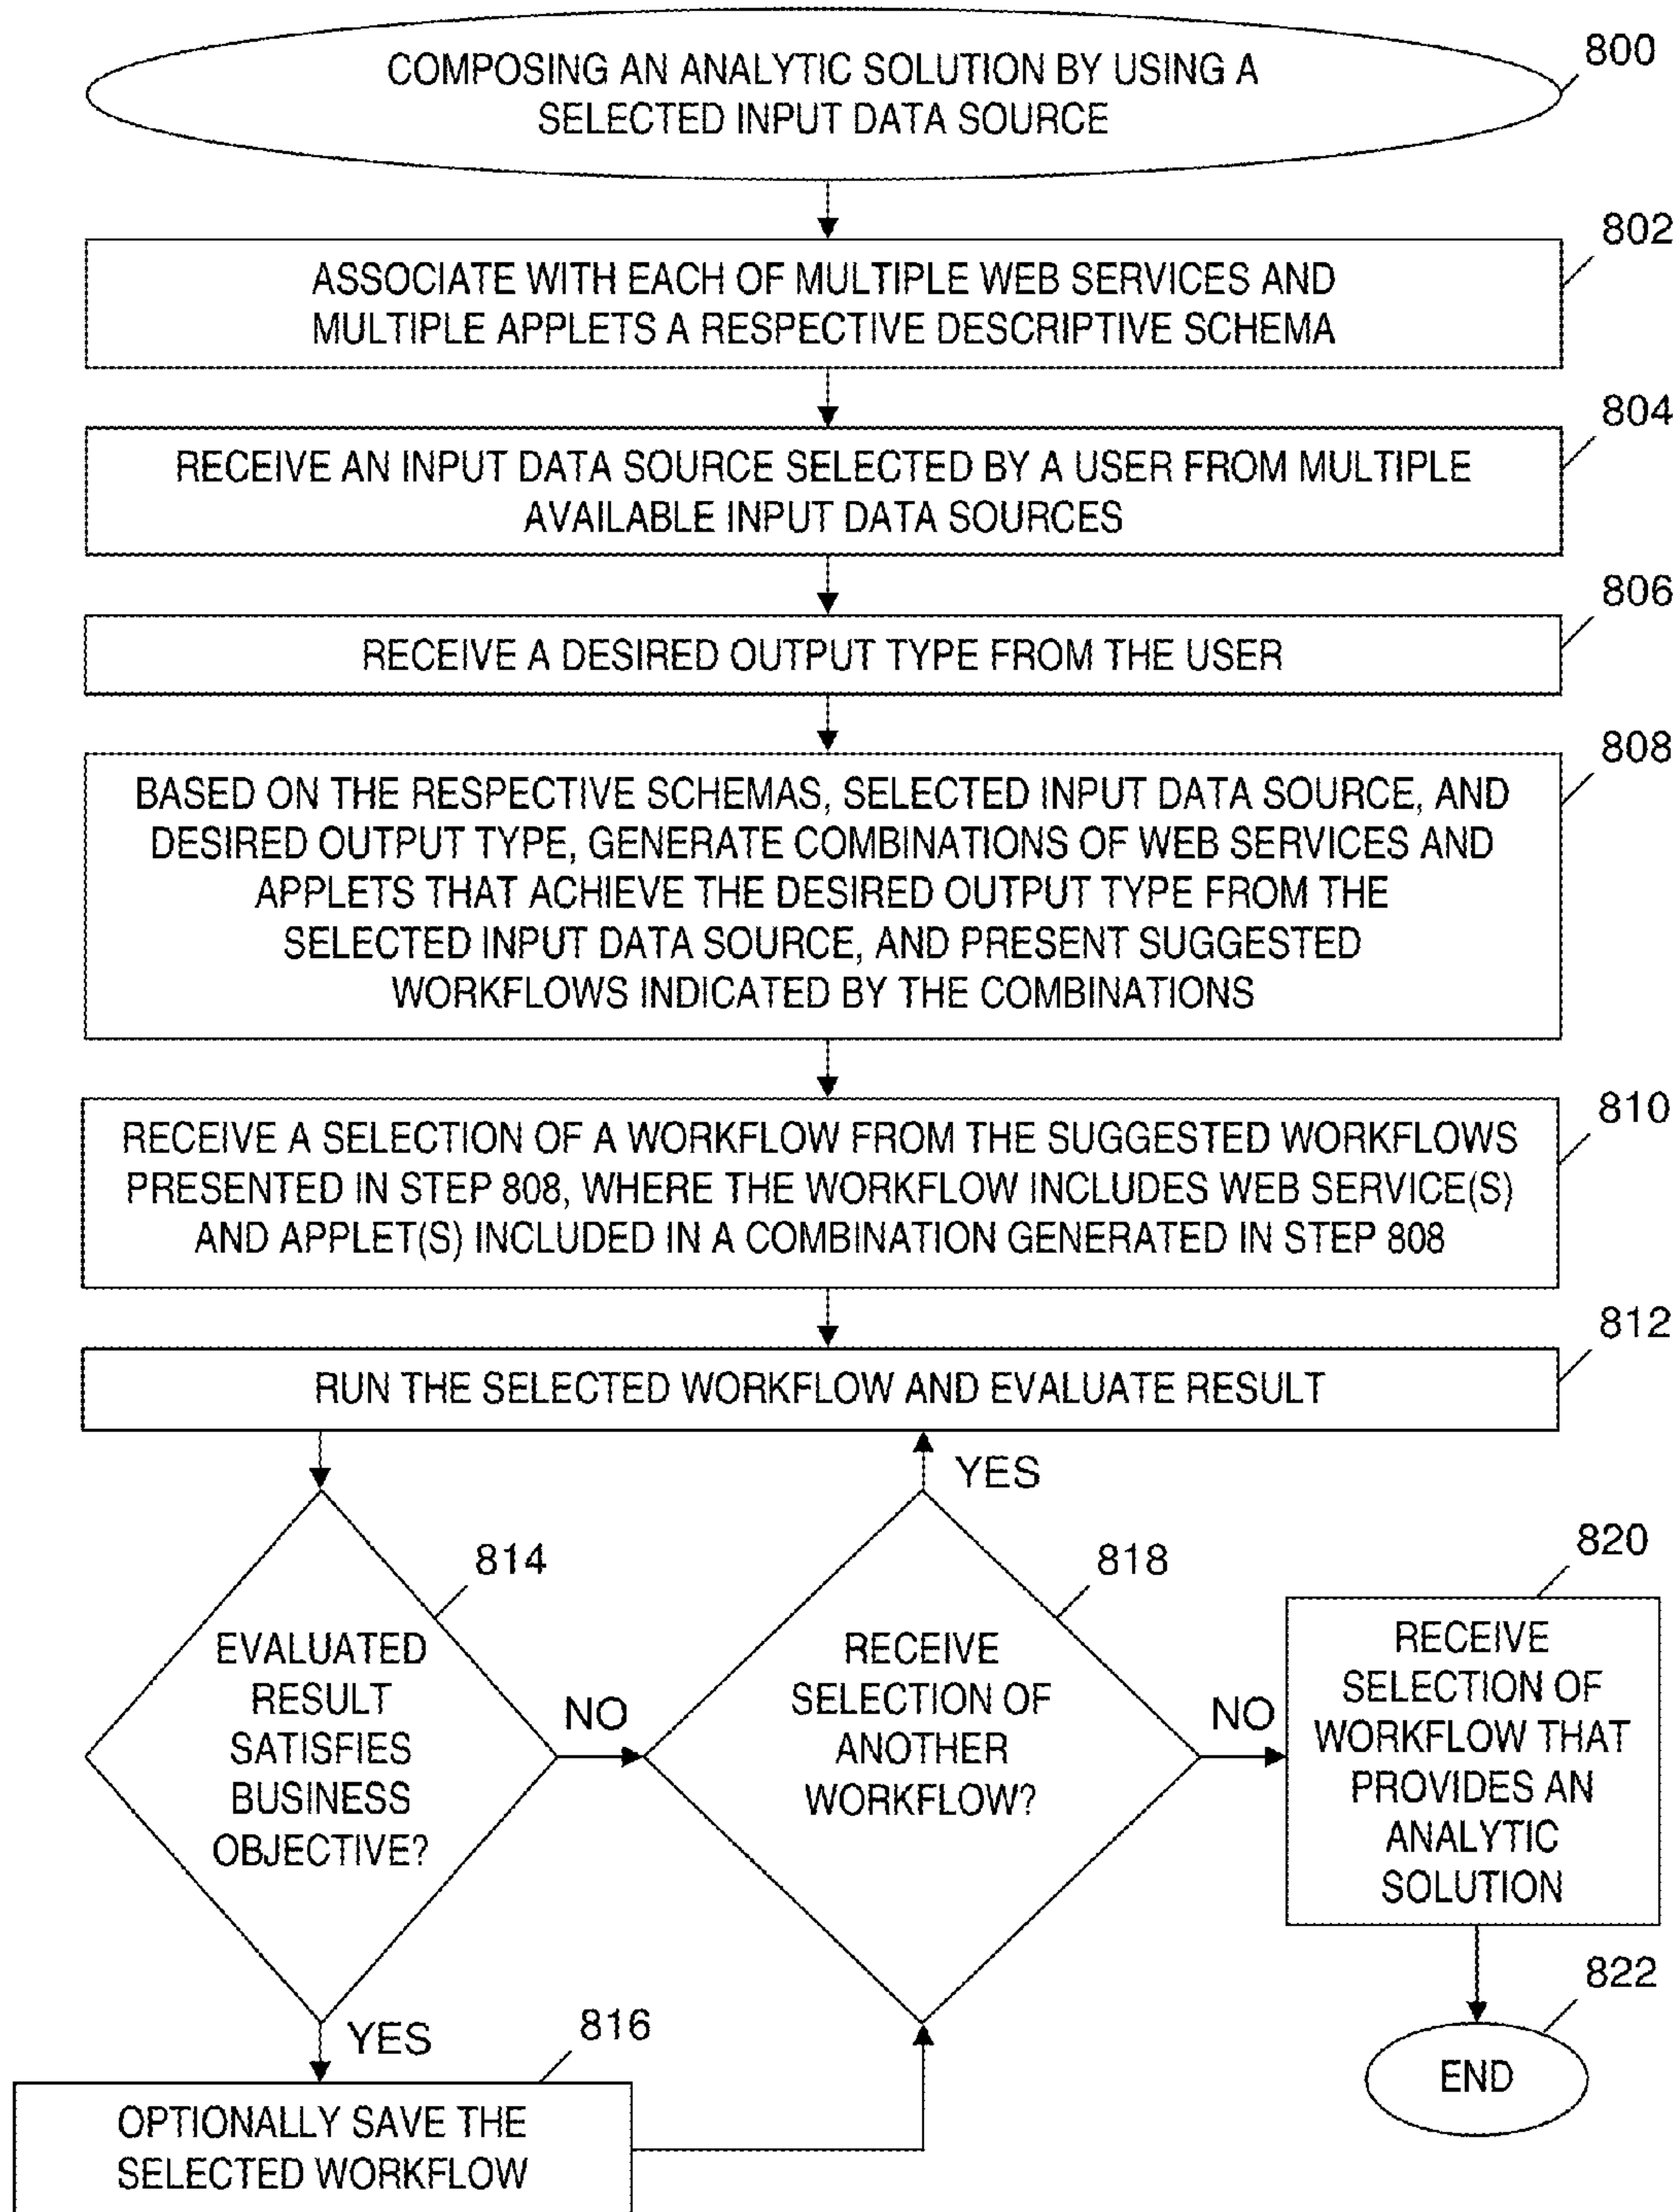 COMPOSING AN ANALYTIC SOLUTION BY USING A
SELECTED INPUT DATA SOURCE
800
802
ASSOCIATE WITH EACH OF MULTIPLE WEB SERVICES AND
MULTIPLE APPLETS A RESPECTIVE DESCRIPTIVE SCHEMA
804
RECEIVE AN INPUT DATA SOURCE SELECTED BY A USER FROM MULTIPLE
AVAILABLE INPUT DATA SOURCES
806
RECEIVE A DESIRED OUTPUT TYPE FROM THE USER
808
BASED ON THE RESPECTIVE SCHEMAS, SELECTED INPUT DATA SOURCE, AND
DESIRED OUTPUT TYPE, GENERATE COMBINATIONS OF WEB SERVICES AND
APPLETS THAT ACHIEVE THE DESIRED OUTPUT TYPE FROM THE
SELECTED INPUT DATA SOURCE, AND PRESENT SUGGESTED
WORKFLOWS INDICATED BY THE COMBINATIONS
810
RECEIVE A SELECTION OF A WORKFLOW FROM THE SUGGESTED WORKFLOWS
PRESENTED IN STEP 808, WHERE THE WORKFLOW INCLUDES WEB SERVICE(S)
AND APPLET(S) INCLUDED IN A COMBINATION GENERATED IN STEP 808
812
RUN THE SELECTED WORKFLOW AND EVALUATE RESULT
814
EVALUATED
RESULT
SATISFIES
BUSINESS
OBJECTIVE?
NO
YES
818
RECEIVE
SELECTION OF
ANOTHER
WORKFLOW?
YES
NO
820
RECEIVE
SELECTION OF
WORKFLOW THAT
PROVIDES AN
ANALYTIC
SOLUTION
816
OPTIONALLY SAVE THE
SELECTED WORKFLOW
822
END